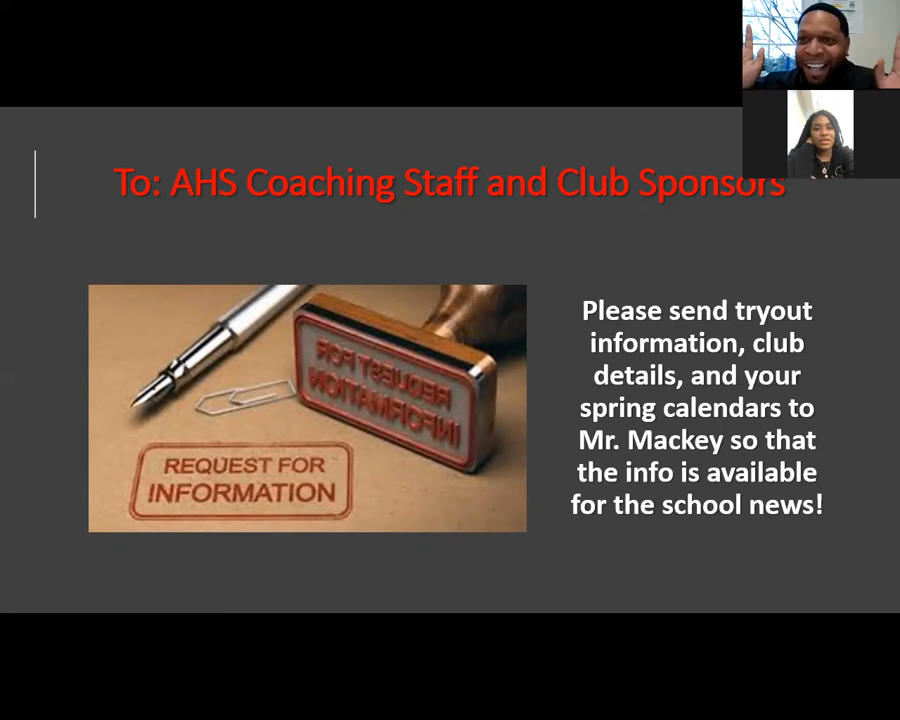 To: AHS Coaching Staff and Club Sponsors
REQUEST FOR
INFORMATION
REQUEST FOR
INFORMATION
Please send tryout
information, club
details, and your
spring calendars to
Mr. Mackey so that
the info is available
for the school news!